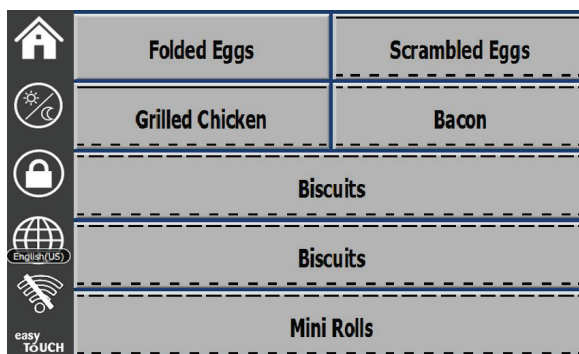 Folded Eggs
Scrambled Eggs
Grilled Chicken
Bacon
Biscuits
English(US)
Biscuits
Mini Rolls
easy
ToUCH